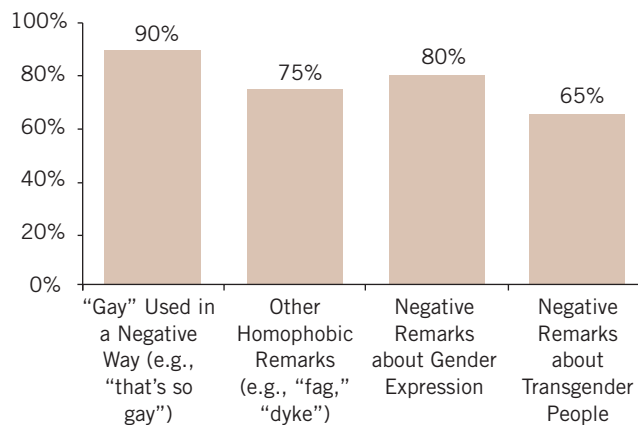 100%
80%
60%
40%
20%
0%
90%
75%
80%
65%
“Gay” Used in
a Negative
Way (e.g.,
“that’s so
gay”)
Other
Homophobic
Remarks
(e.g., “fag,”
“dyke”)
Negative
Remarks
about Gender
Expression
Negative
Remarks
about
Transgender
People